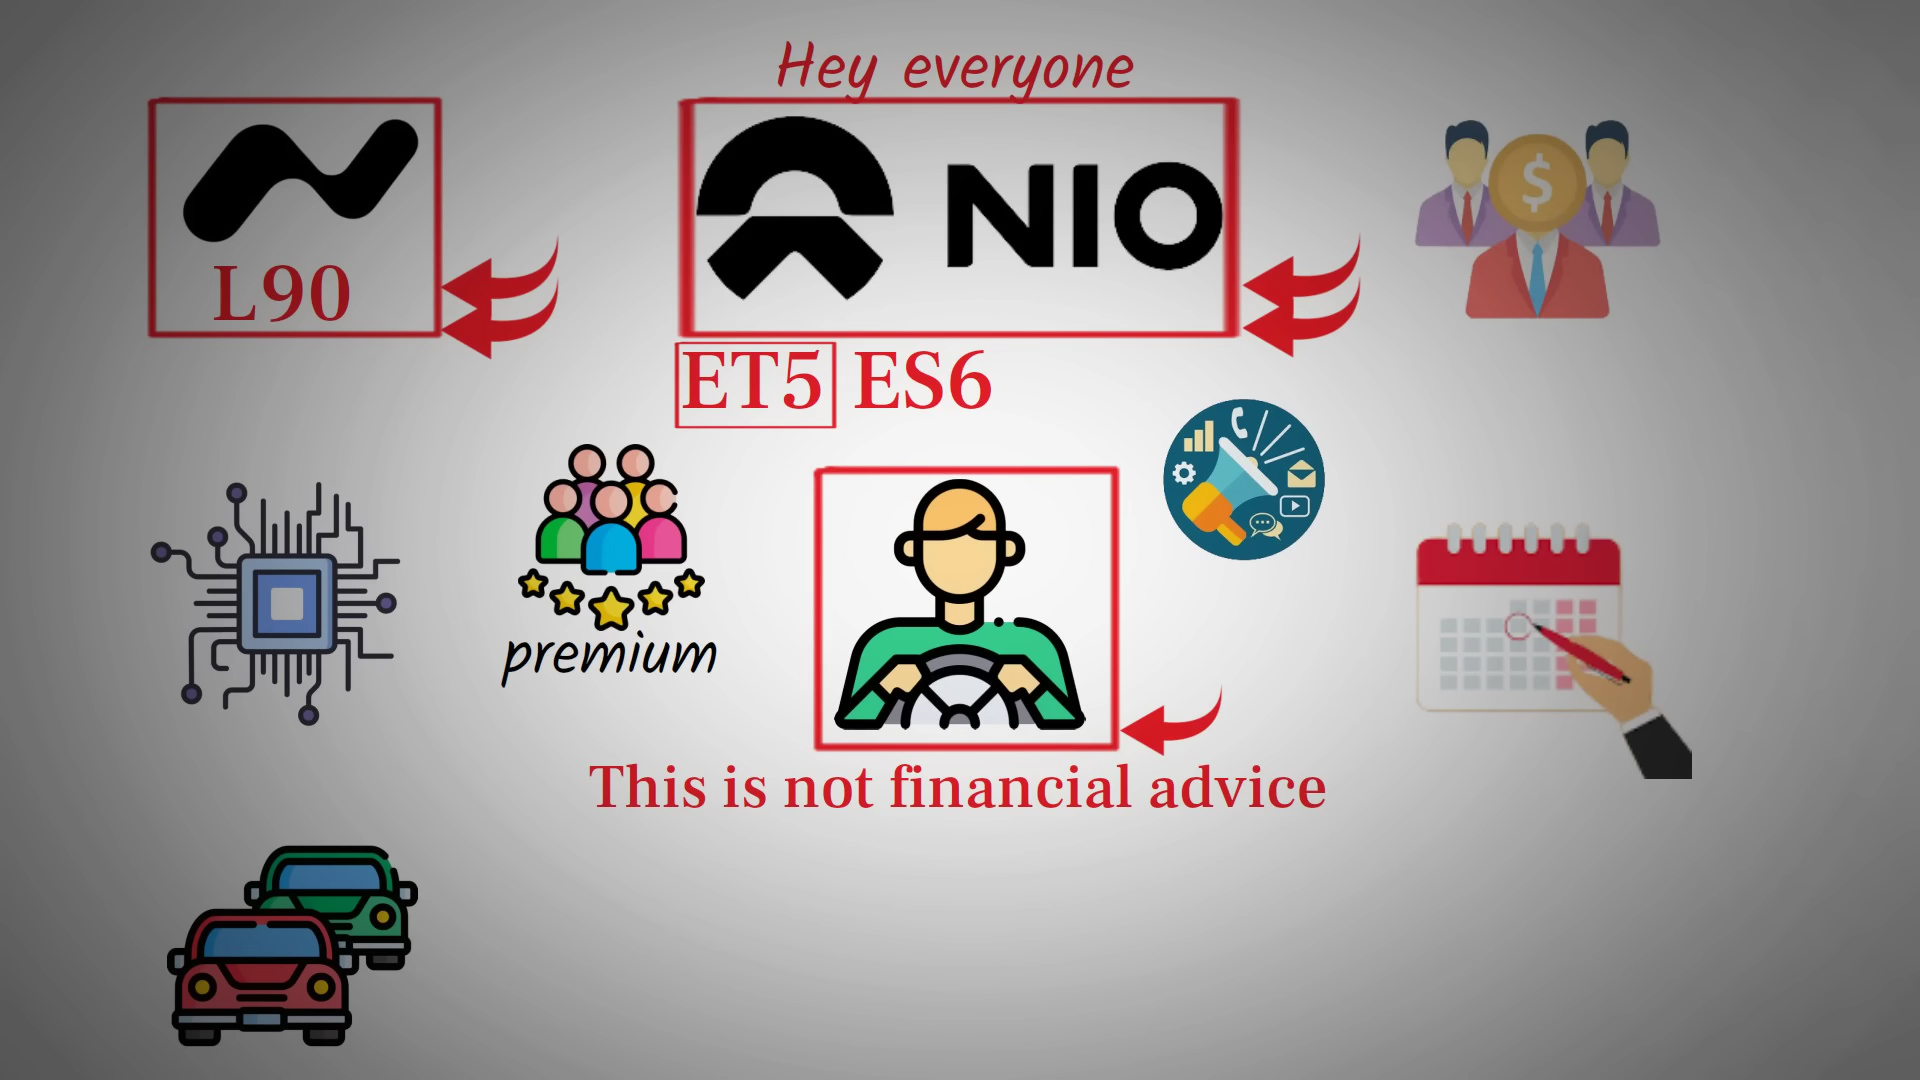 Hey everyone
NIO
L90
ET5 ES6
premium
This is not financial advice